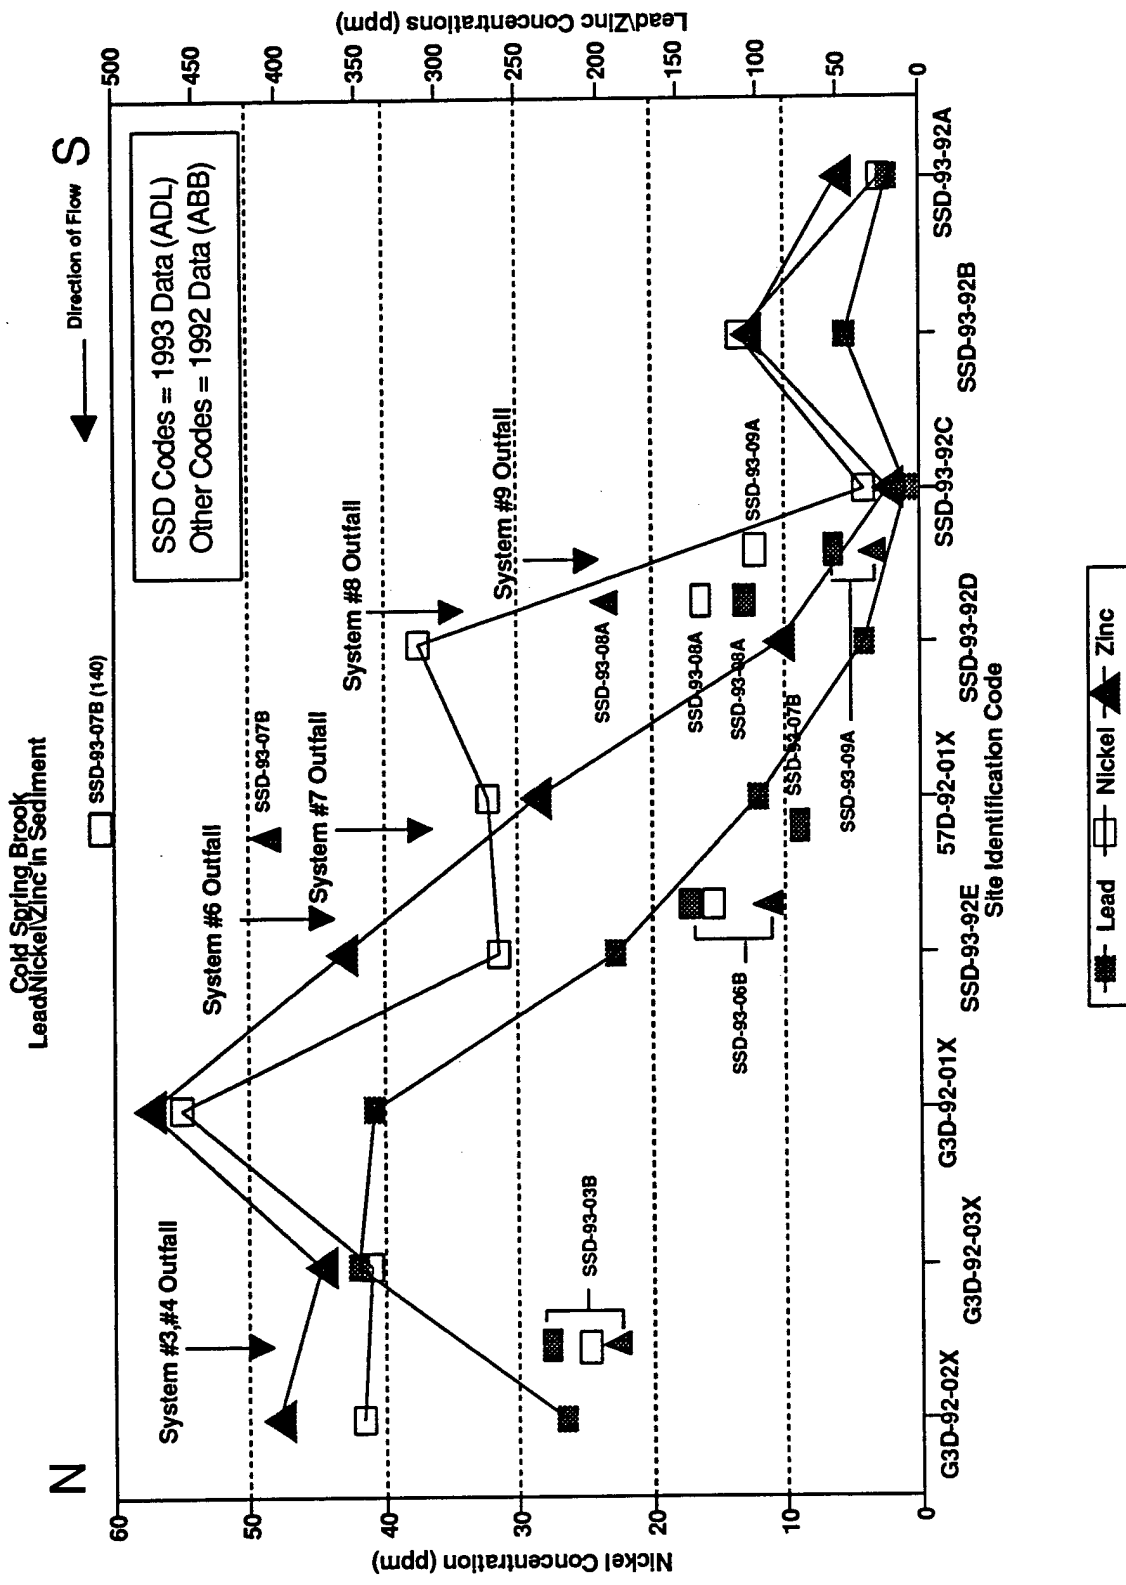 Cold Spring Brook
Lead\Nickel\Zinc in Sediment
N
Direction of Flow
S
SSD Codes = 1993 Data (ADL)
Other Codes = 1992 Data (ABB)
SSD-93-07B (140)
SSD-93-07B
System #3,#4 Outfall
System #6 Outfall
System #7 Outfall
System #8 Outfall
System #9 Outfall
SSD-93-03B
SSD-93-06B
SSD-93-07B
SSD-93-08A
SSD-93-08A
SSD-93-08A
SSD-93-09A
SSD-93-09A
Nickel Concentration (ppm)
60
50
40
30
20
10
0
Lead\Zinc Concentrations (ppm)
500
450
400
350
300
250
200
150
100
50
0
G3D-92-02X
G3D-92-03X
G3D-92-01X
SSD-93-92E
57D-92-01X
SSD-93-92D
SSD-93-92C
SSD-93-92B
SSD-93-92A
Site Identification Code
Lead
Nickel
Zinc